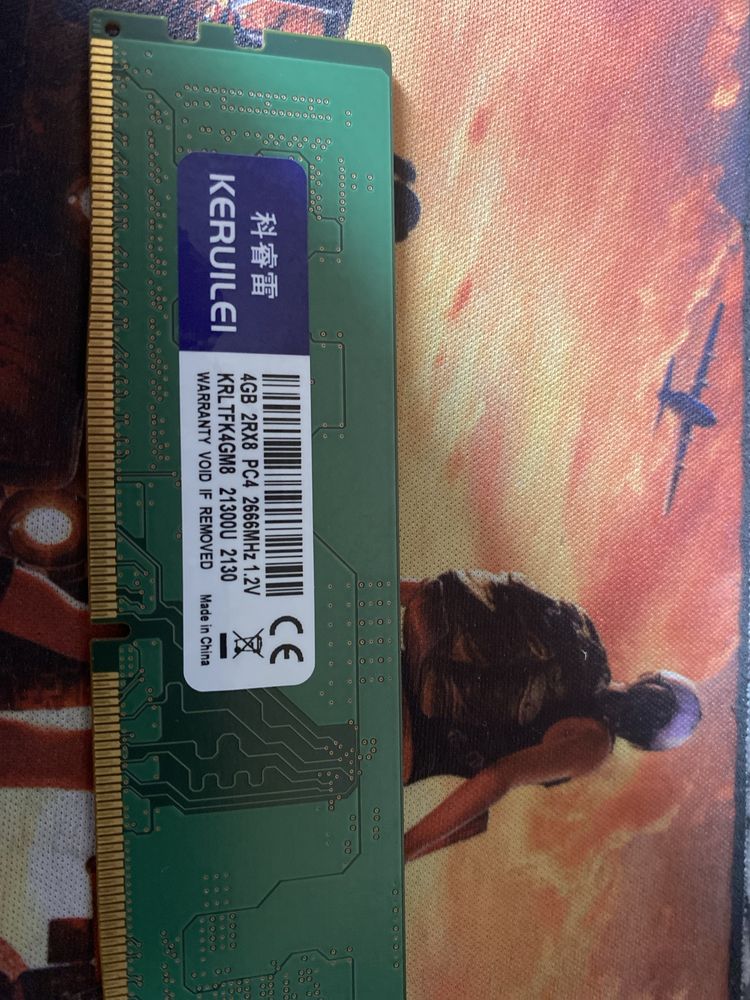 科睿雷
KERUILEI
4GB 2RX8 PC4 2666MHz 1.2V
KRLTFK4GM8 21300U 2130
WARRANTY VOID IF REMOVED
Made in China
CE